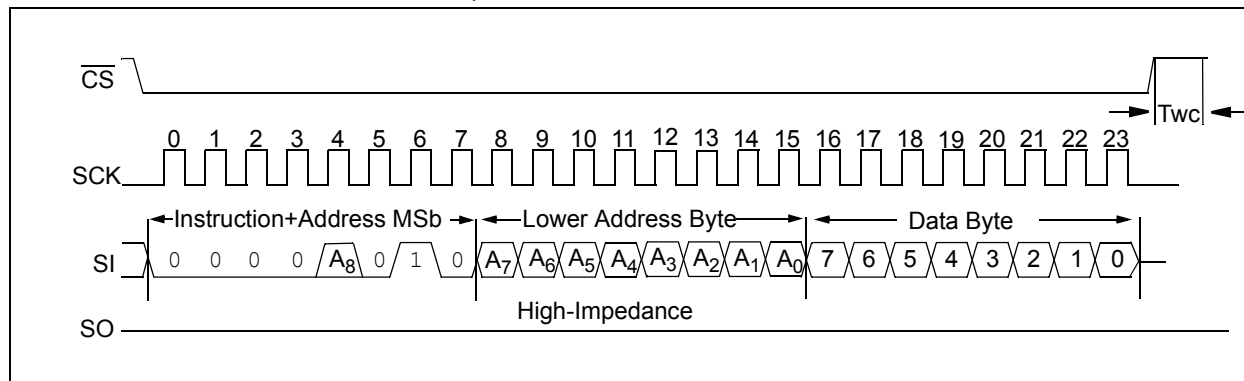 CS
Twc
0 1 2 3 4 5 6 7 8 9 10 11 12 13 14 15 16 17 18 19 20 21 22 23
SCK
Instruction+Address MSb Lower Address Byte Data Byte
SI 0 0 0 0 A8 0 1 0 A7 A6 A5 A4 A3 A2 A1 A0 7 6 5 4 3 2 1 0
High-Impedance
SO